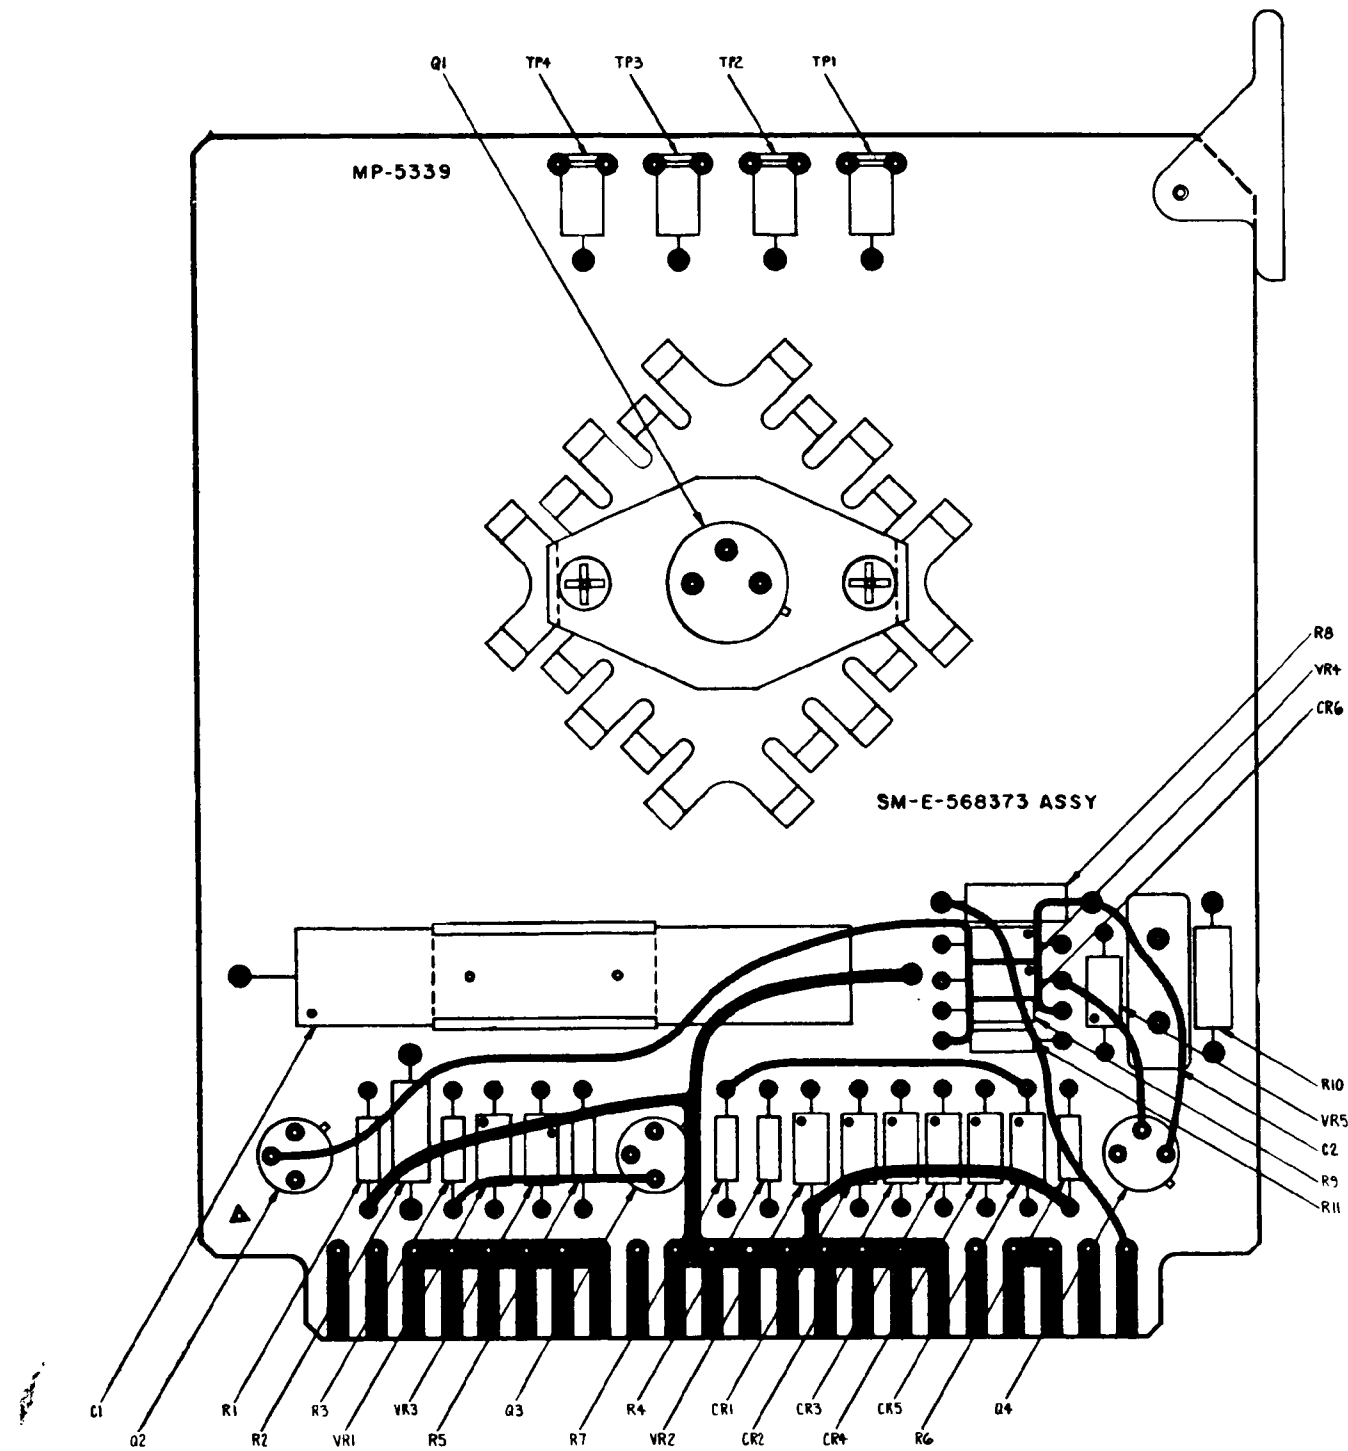 Q1
TP4
TP3
TP2
TP1
MP-5339
R8
VR4
CR6
SM-E-568373 ASSY
R10
VR5
C2
R9
R11
C1
Q2
R1
R2
R3
VR1
VR3
R5
Q3
R7
R4
VR2
CR1
CR2
CR3
CR4
CR5
R6
Q4